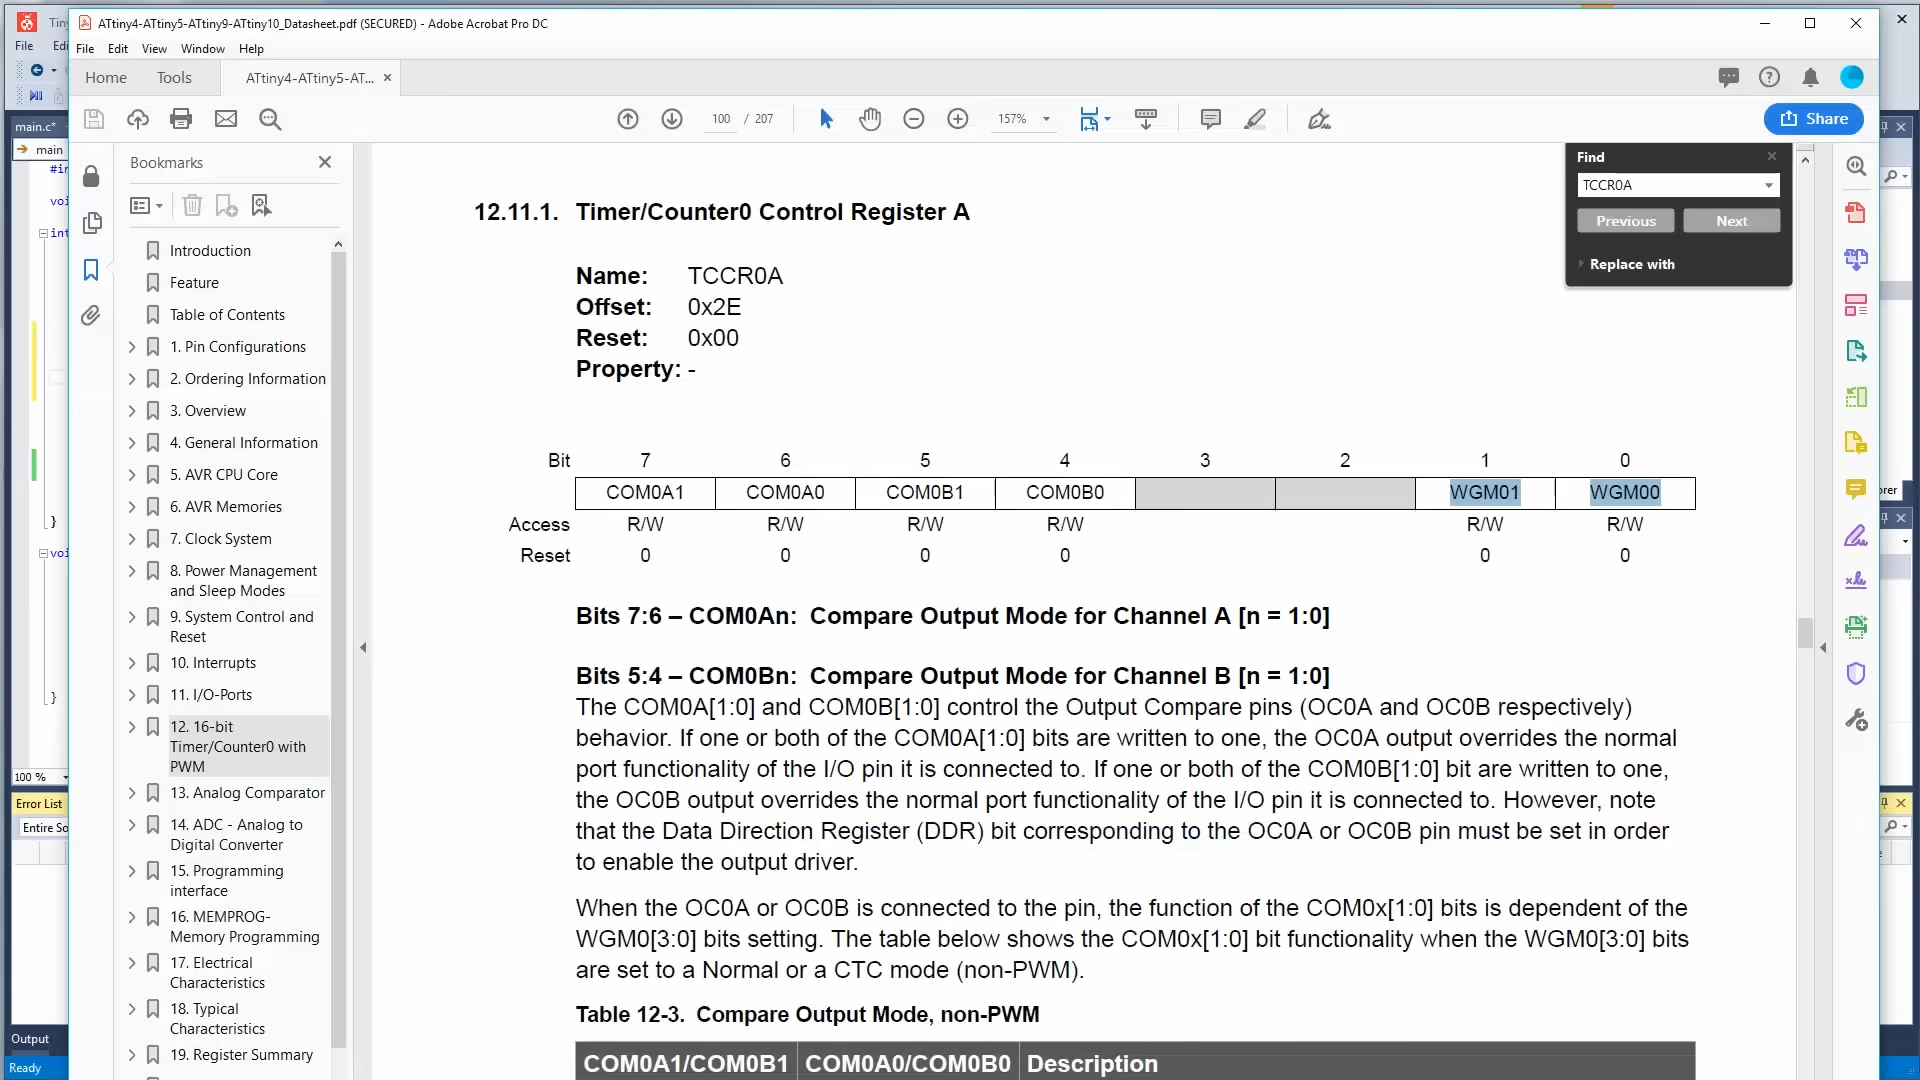 Tiny
ATtiny4-ATtiny5-ATtiny9-ATtiny10_Datasheet.pdf (SECURED) - Adobe Acrobat Pro DC
File
File Edit View Window Help
Home Tools ATtiny4-ATtiny5-AT...
100 / 207
157%
Share
main.c*
main
Bookmarks
Introduction
Feature
Table of Contents
1. Pin Configurations
2. Ordering Information
3. Overview
4. General Information
5. AVR CPU Core
6. AVR Memories
7. Clock System
8. Power Management
and Sleep Modes
9. System Control and
Reset
10. Interrupts
11. I/O-Ports
12. 16-bit
Timer/Counter0 with
PWM
13. Analog Comparator
14. ADC - Analog to
Digital Converter
15. Programming
interface
16. MEMPROG-
Memory Programming
17. Electrical
Characteristics
18. Typical
Characteristics
19. Register Summary
100 %
Error List
Entire So
Output
Ready
Find
TCCR0A
Previous Next
Replace with
12.11.1. Timer/Counter0 Control Register A
Name: TCCR0A
Offset: 0x2E
Reset: 0x00
Property: -
Bit 7 6 5 4 3 2 1 0
COM0A1 COM0A0 COM0B1 COM0B0 WGM01 WGM00
Access R/W R/W R/W R/W R/W R/W
Reset 0 0 0 0 0 0
Bits 7:6 – COM0An: Compare Output Mode for Channel A [n = 1:0]
Bits 5:4 – COM0Bn: Compare Output Mode for Channel B [n = 1:0]
The COM0A[1:0] and COM0B[1:0] control the Output Compare pins (OC0A and OC0B respectively)
behavior. If one or both of the COM0A[1:0] bits are written to one, the OC0A output overrides the normal
port functionality of the I/O pin it is connected to. If one or both of the COM0B[1:0] bit are written to one,
the OC0B output overrides the normal port functionality of the I/O pin it is connected to. However, note
that the Data Direction Register (DDR) bit corresponding to the OC0A or OC0B pin must be set in order
to enable the output driver.
When the OC0A or OC0B is connected to the pin, the function of the COM0x[1:0] bits is dependent of the
WGM0[3:0] bits setting. The table below shows the COM0x[1:0] bit functionality when the WGM0[3:0] bits
are set to a Normal or a CTC mode (non-PWM).
Table 12-3. Compare Output Mode, non-PWM
COM0A1/COM0B1 COM0A0/COM0B0 Description